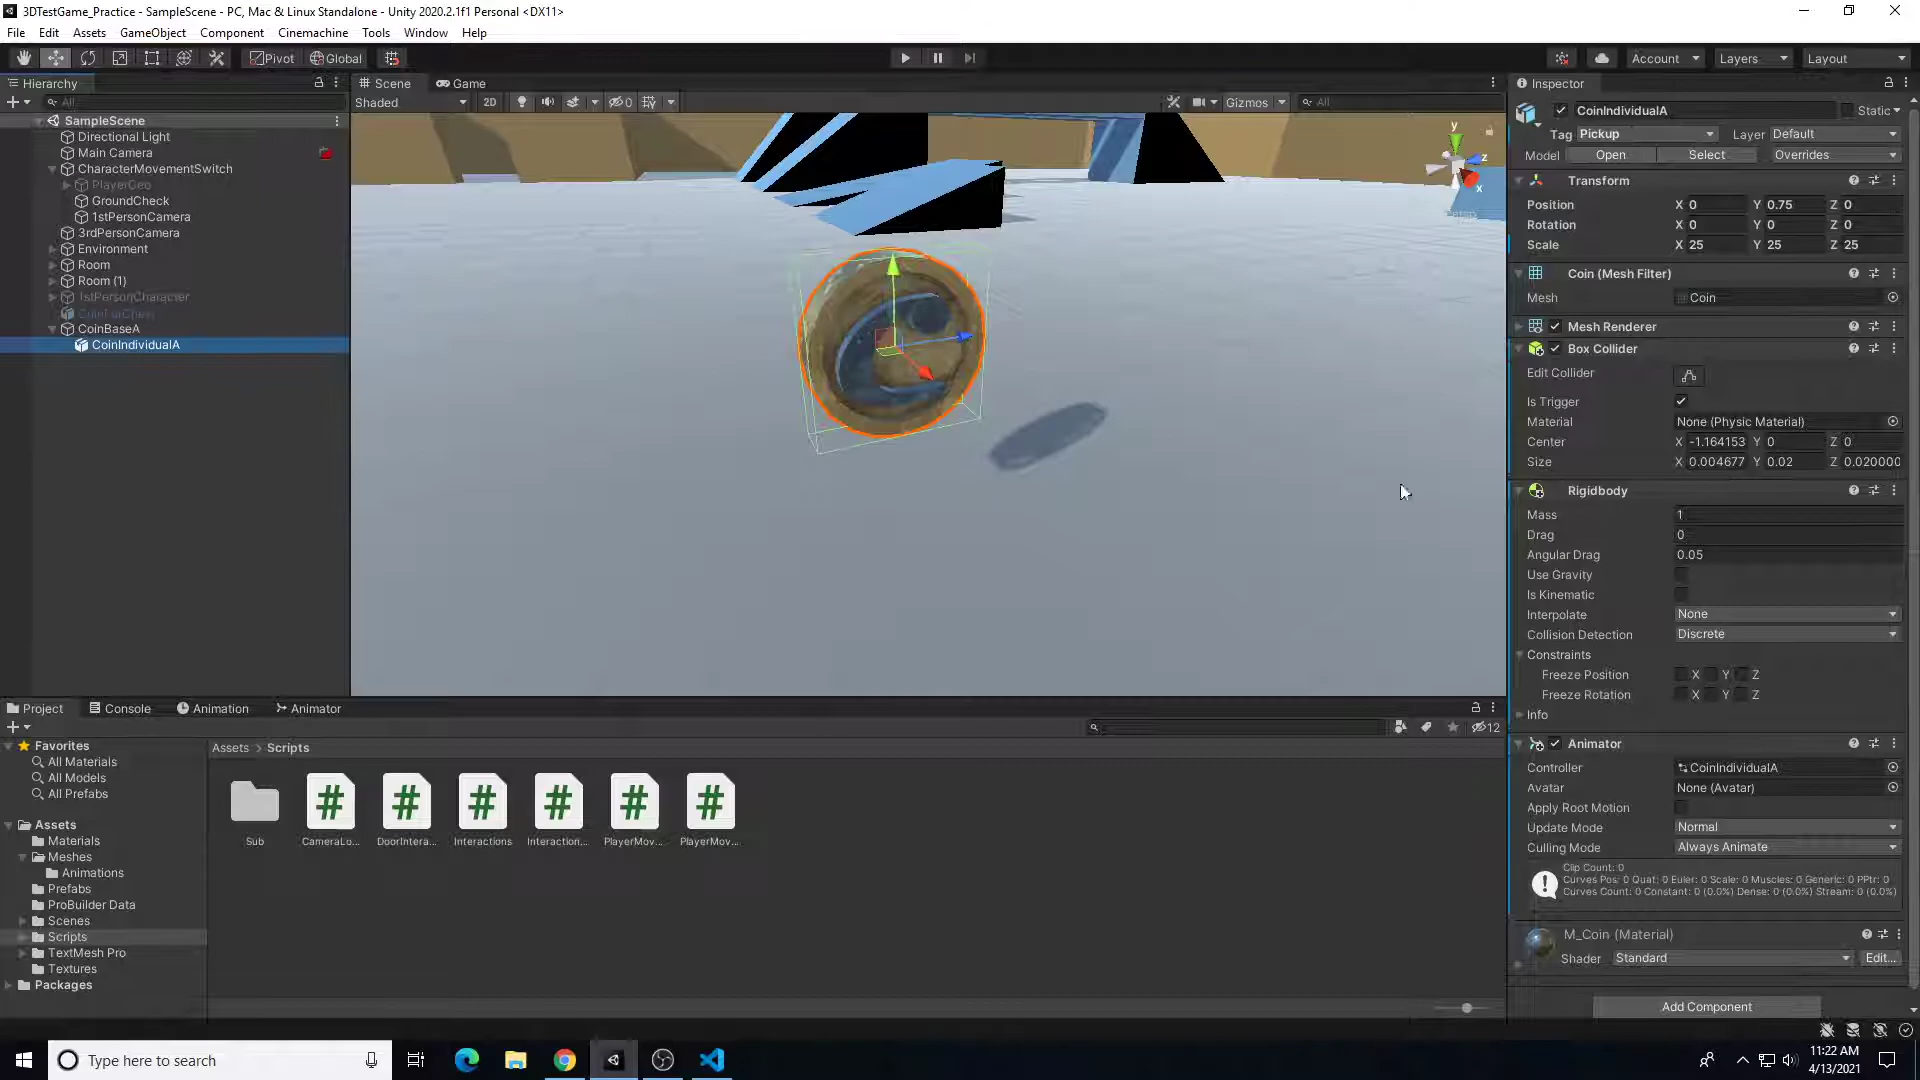 3DTestGame_Practice - SampleScene - PC, Mac & Linux Standalone - Unity 2020.2.1f1 Personal <DX11>
File Edit Assets GameObject Component Cinemachine Tools Window Help
Pivot Global Account Layers Layout
Hierarchy
All
SampleScene
Directional Light
Main Camera
CharacterMovementSwitch
PlayerGeo
GroundCheck
1stPersonCamera
3rdPersonCamera
Environment
Room
Room (1)
1stPersonCharacter
CoinBaseA
CoinIndividualA
Scene Game
Shaded 2D 0 Gizmos All
y
z
x
Inspector
CoinIndividualA Static
Tag Pickup Layer Default
Model Open Select Overrides
Transform
Position X 0 Y 0.75 Z 0
Rotation X 0 Y 0 Z 0
Scale X 25 Y 25 Z 25
Coin (Mesh Filter)
Mesh Coin
Mesh Renderer
Box Collider
Edit Collider
Is Trigger
Material None (Physic Material)
Center X -1.164153 Y 0 Z 0
Size X 0.004677 Y 0.02 Z 0.020000
Rigidbody
Mass 1
Drag 0
Angular Drag 0.05
Use Gravity
Is Kinematic
Interpolate None
Collision Detection Discrete
Constraints
Freeze Position X Y Z
Freeze Rotation X Y Z
Info
Animator
Controller CoinIndividualA
Avatar None (Avatar)
Apply Root Motion
Update Mode Normal
Culling Mode Always Animate
Clip Count: 0
Curves Pos: 0 Quat: 0 Euler: 0 Scale: 0 Muscles: 0 Generic: 0 PPtr: 0
Curves Count: 0 Constant: 0 (0.0%) Dense: 0 (0.0%) Stream: 0 (0.0%)
M_Coin (Material)
Shader Standard Edit...
Add Component
Project Console Animation Animator
12
Favorites
All Materials
All Models
All Prefabs
Assets
Materials
Meshes
Animations
Prefabs
ProBuilder Data
Scenes
Scripts
TextMesh Pro
Textures
Packages
Assets > Scripts
Sub CameraLo... DoorIntera... Interactions Interaction... PlayerMov... PlayerMov...
Type here to search
11:22 AM
4/13/2021